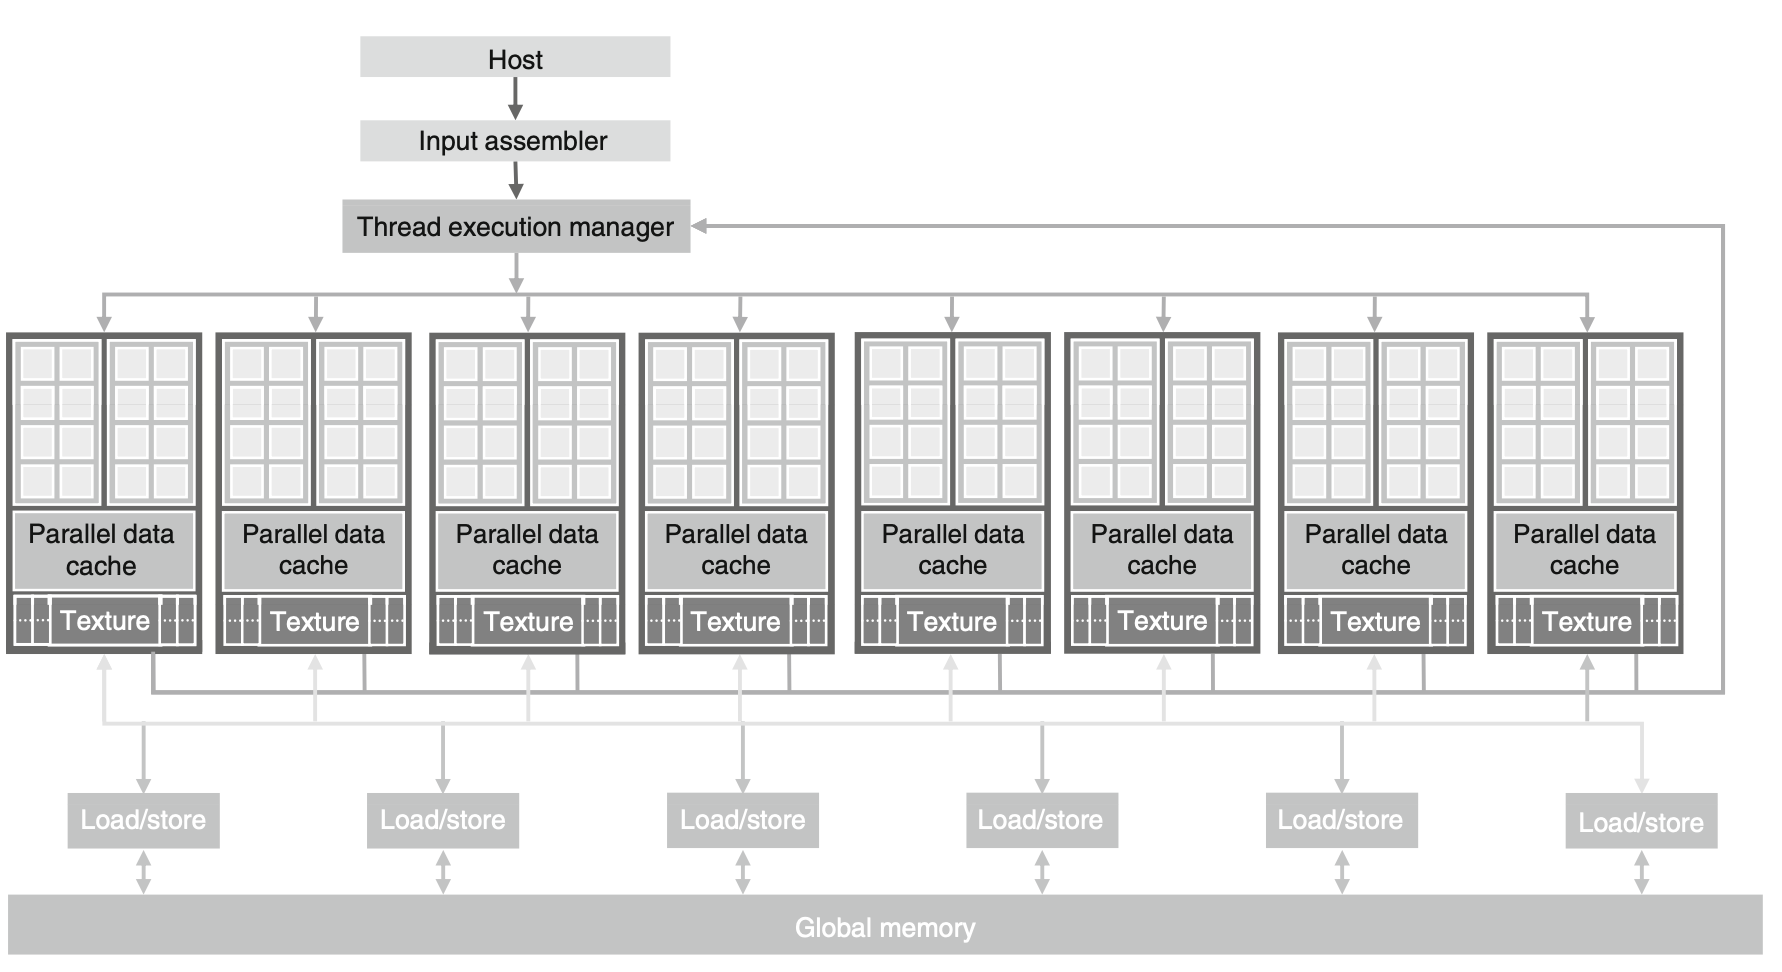 Host
Input assembler
Thread execution manager
Parallel data
cache
Parallel data
cache
Parallel data
cache
Parallel data
cache
Parallel data
cache
Parallel data
cache
Parallel data
cache
Parallel data
cache
Texture
Texture
Texture
Texture
Texture
Texture
Texture
Texture
Load/store
Load/store
Load/store
Load/store
Load/store
Load/store
Global memory